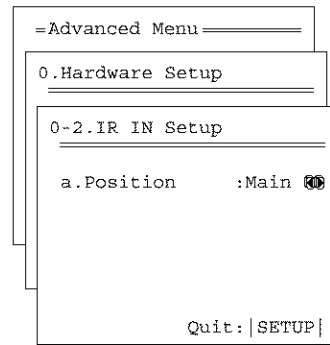 =Advanced Menu
0.Hardware Setup
0-2.IR IN Setup
a.Position :Main
Quit:|SETUP|